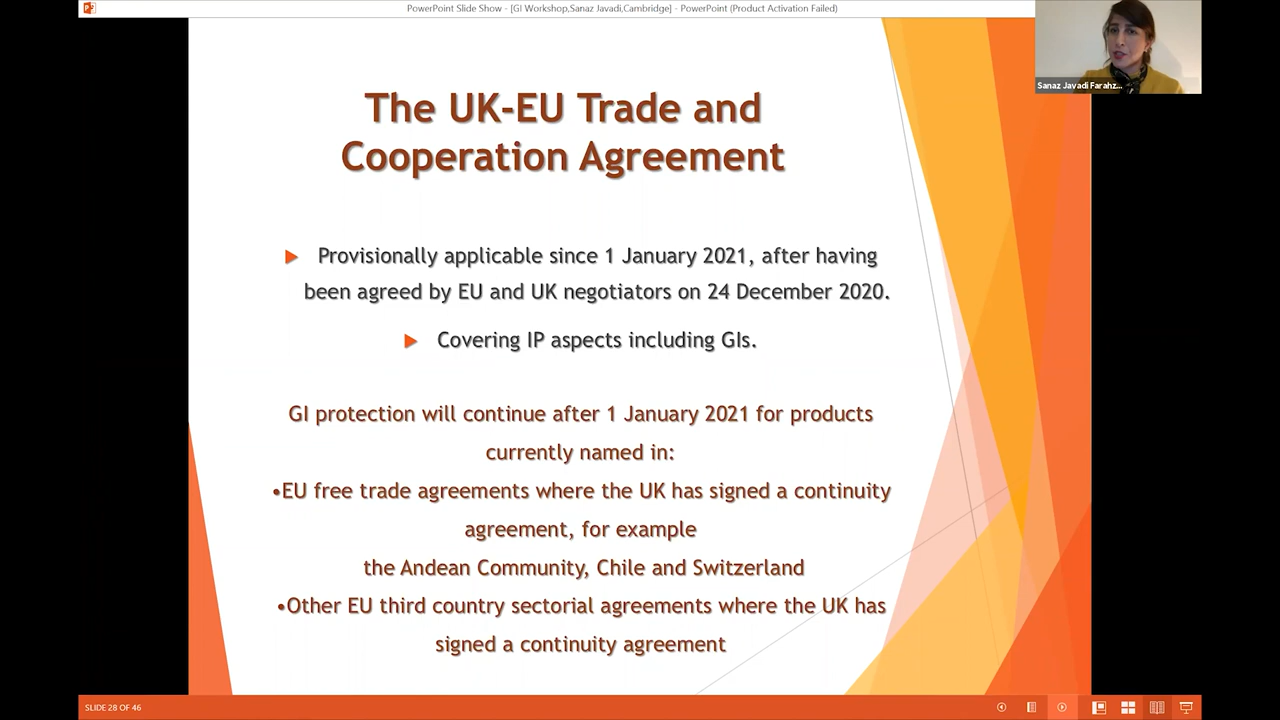 PowerPoint Slide Show - [GI Workshop,Sanaz Javadi,Cambridge] - PowerPoint (Product Activation Failed)
Sanaz Javadi Farahz...
The UK-EU Trade and
Cooperation Agreement
Provisionally applicable since 1 January 2021, after having
been agreed by EU and UK negotiators on 24 December 2020.
Covering IP aspects including GIs.
GI protection will continue after 1 January 2021 for products
currently named in:
•EU free trade agreements where the UK has signed a continuity
agreement, for example
the Andean Community, Chile and Switzerland
•Other EU third country sectorial agreements where the UK has
signed a continuity agreement
SLIDE 28 OF 46